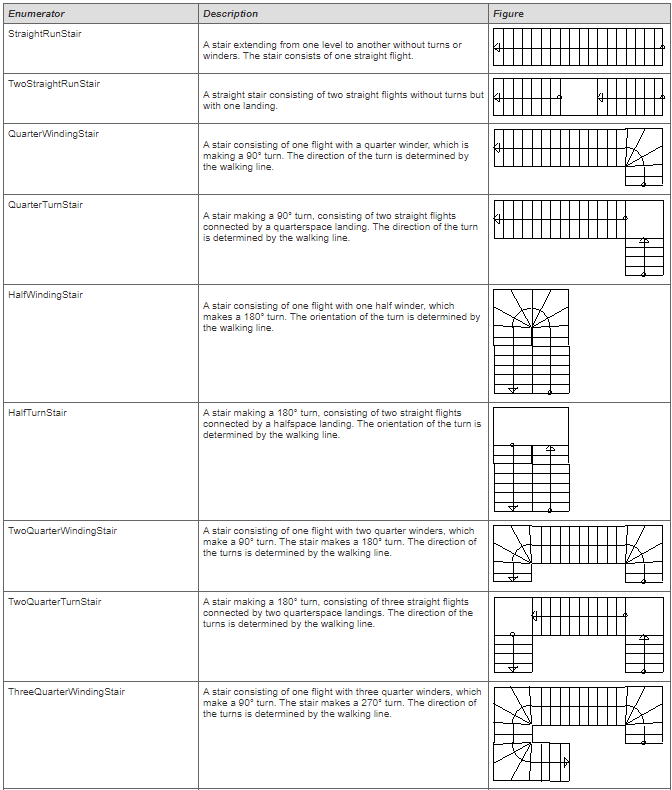 Enumerator Description Figure
StraightRunStair
A stair extending from one level to another without turns or
winders. The stair consists of one straight flight.
TwoStraightRunStair
A straight stair consisting of two straight flights without turns but
with one landing.
QuarterWindingStair
A stair consisting of one flight with a quarter winder, which is
making a 90° turn. The direction of the turn is determined by
the walking line.
QuarterTurnStair
A stair making a 90° turn, consisting of two straight flights
connected by a quarterspace landing. The direction of the turn
is determined by the walking line.
HalfWindingStair
A stair consisting of one flight with one half winder, which
makes a 180° turn. The orientation of the turn is determined by
the walking line.
HalfTurnStair
A stair making a 180° turn, consisting of two straight flights
connected by a halfspace landing. The orientation of the turn is
determined by the walking line.
TwoQuarterWindingStair
A stair consisting of one flight with two quarter winders, which
make a 90° turn. The stair makes a 180° turn. The direction of
the turns is determined by the walking line.
TwoQuarterTurnStair
A stair making a 180° turn, consisting of three straight flights
connected by two quarterspace landings. The direction of the
turns is determined by the walking line.
ThreeQuarterWindingStair
A stair consisting of one flight with three quarter winders, which
make a 90° turn. The stair makes a 270° turn. The direction of
the turns is determined by the walking line.